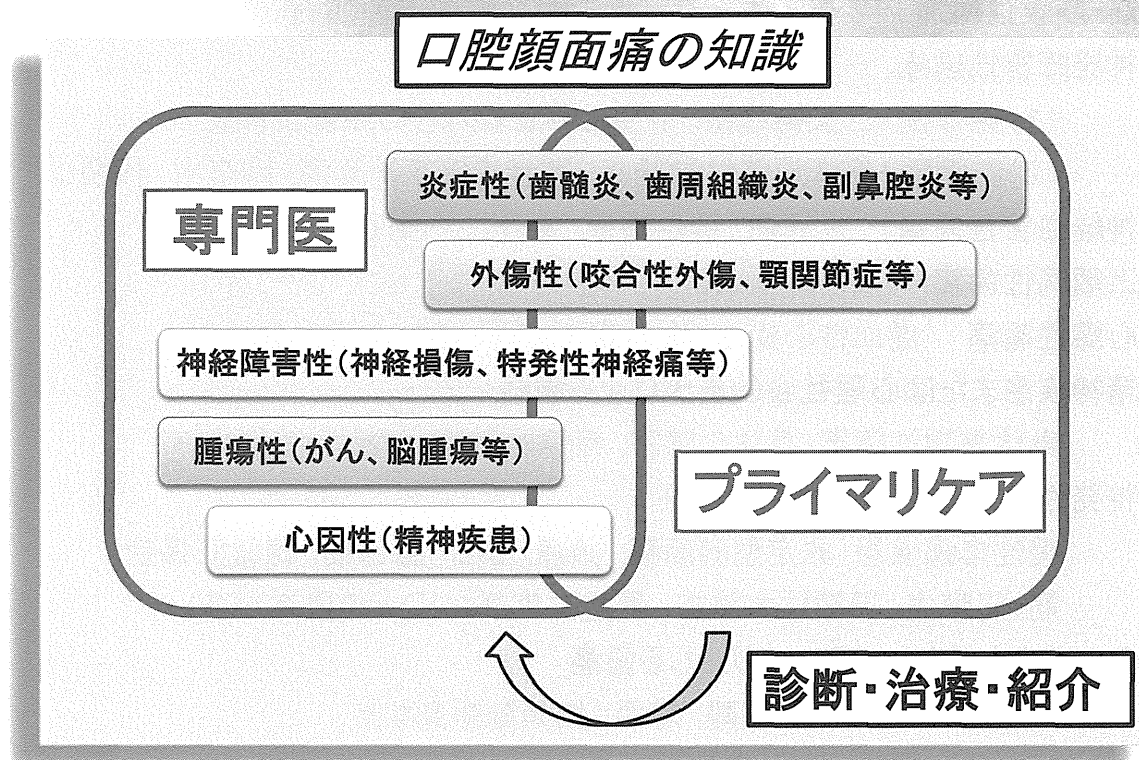 口腔顔面痛の知識
炎症性(歯髄炎、歯周組織炎、副鼻腔炎等)
専門医
外傷性(咬合性外傷、顎関節症等)
神経障害性(神経損傷、特発性神経痛等)
腫瘍性(がん、脳腫瘍等)
プライマリケア
心因性(精神疾患)
診断・治療・紹介